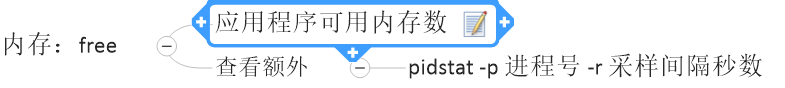 应用程序可用内存数
内存：free
查看额外
pidstat -p 进程号 -r 采样间隔秒数